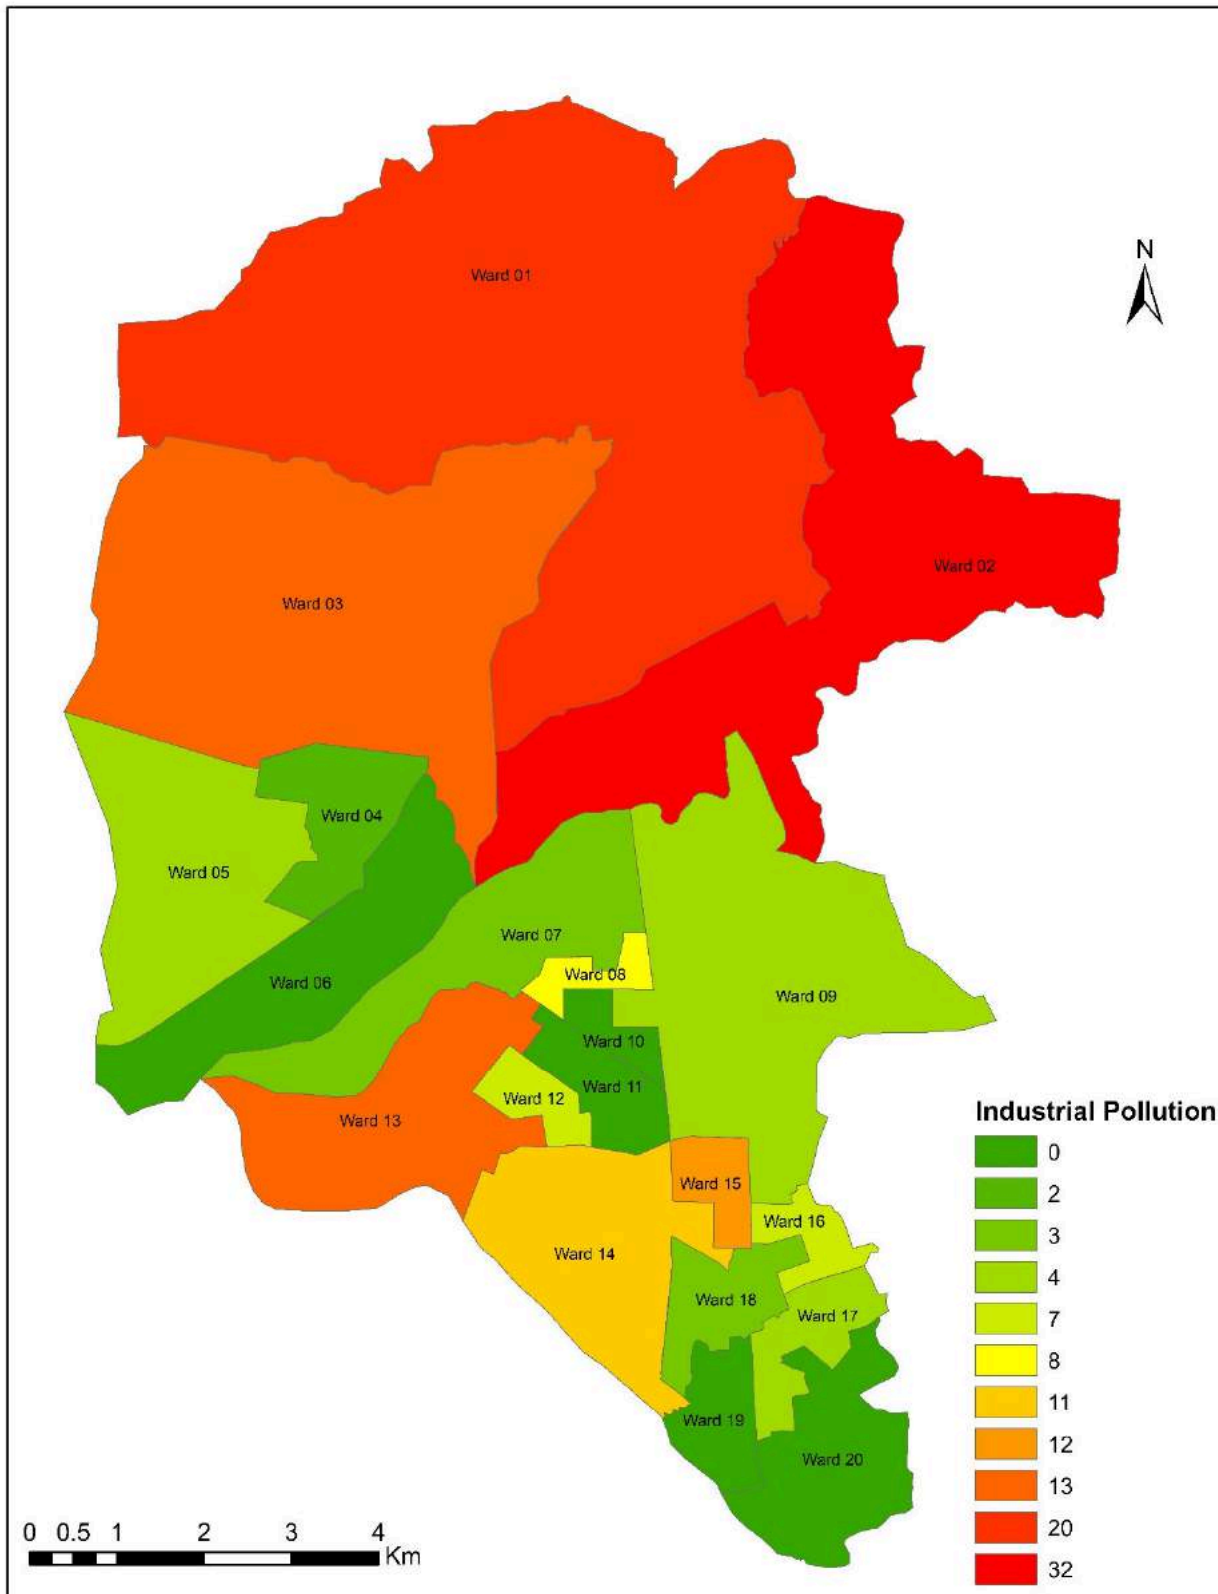 N
Ward 01
Ward 02
Ward 03
Ward 04
Ward 05
Ward 07
Ward 08
Ward 06
Ward 09
Ward 10
Ward 11
Ward 12
Ward 13
Ward 15
Ward 16
Ward 14
Ward 18
Ward 17
Ward 19
Ward 20
Industrial Pollution
0
2
3
4
7
8
11
12
13
20
32
0 0.5 1 2 3 4
Km